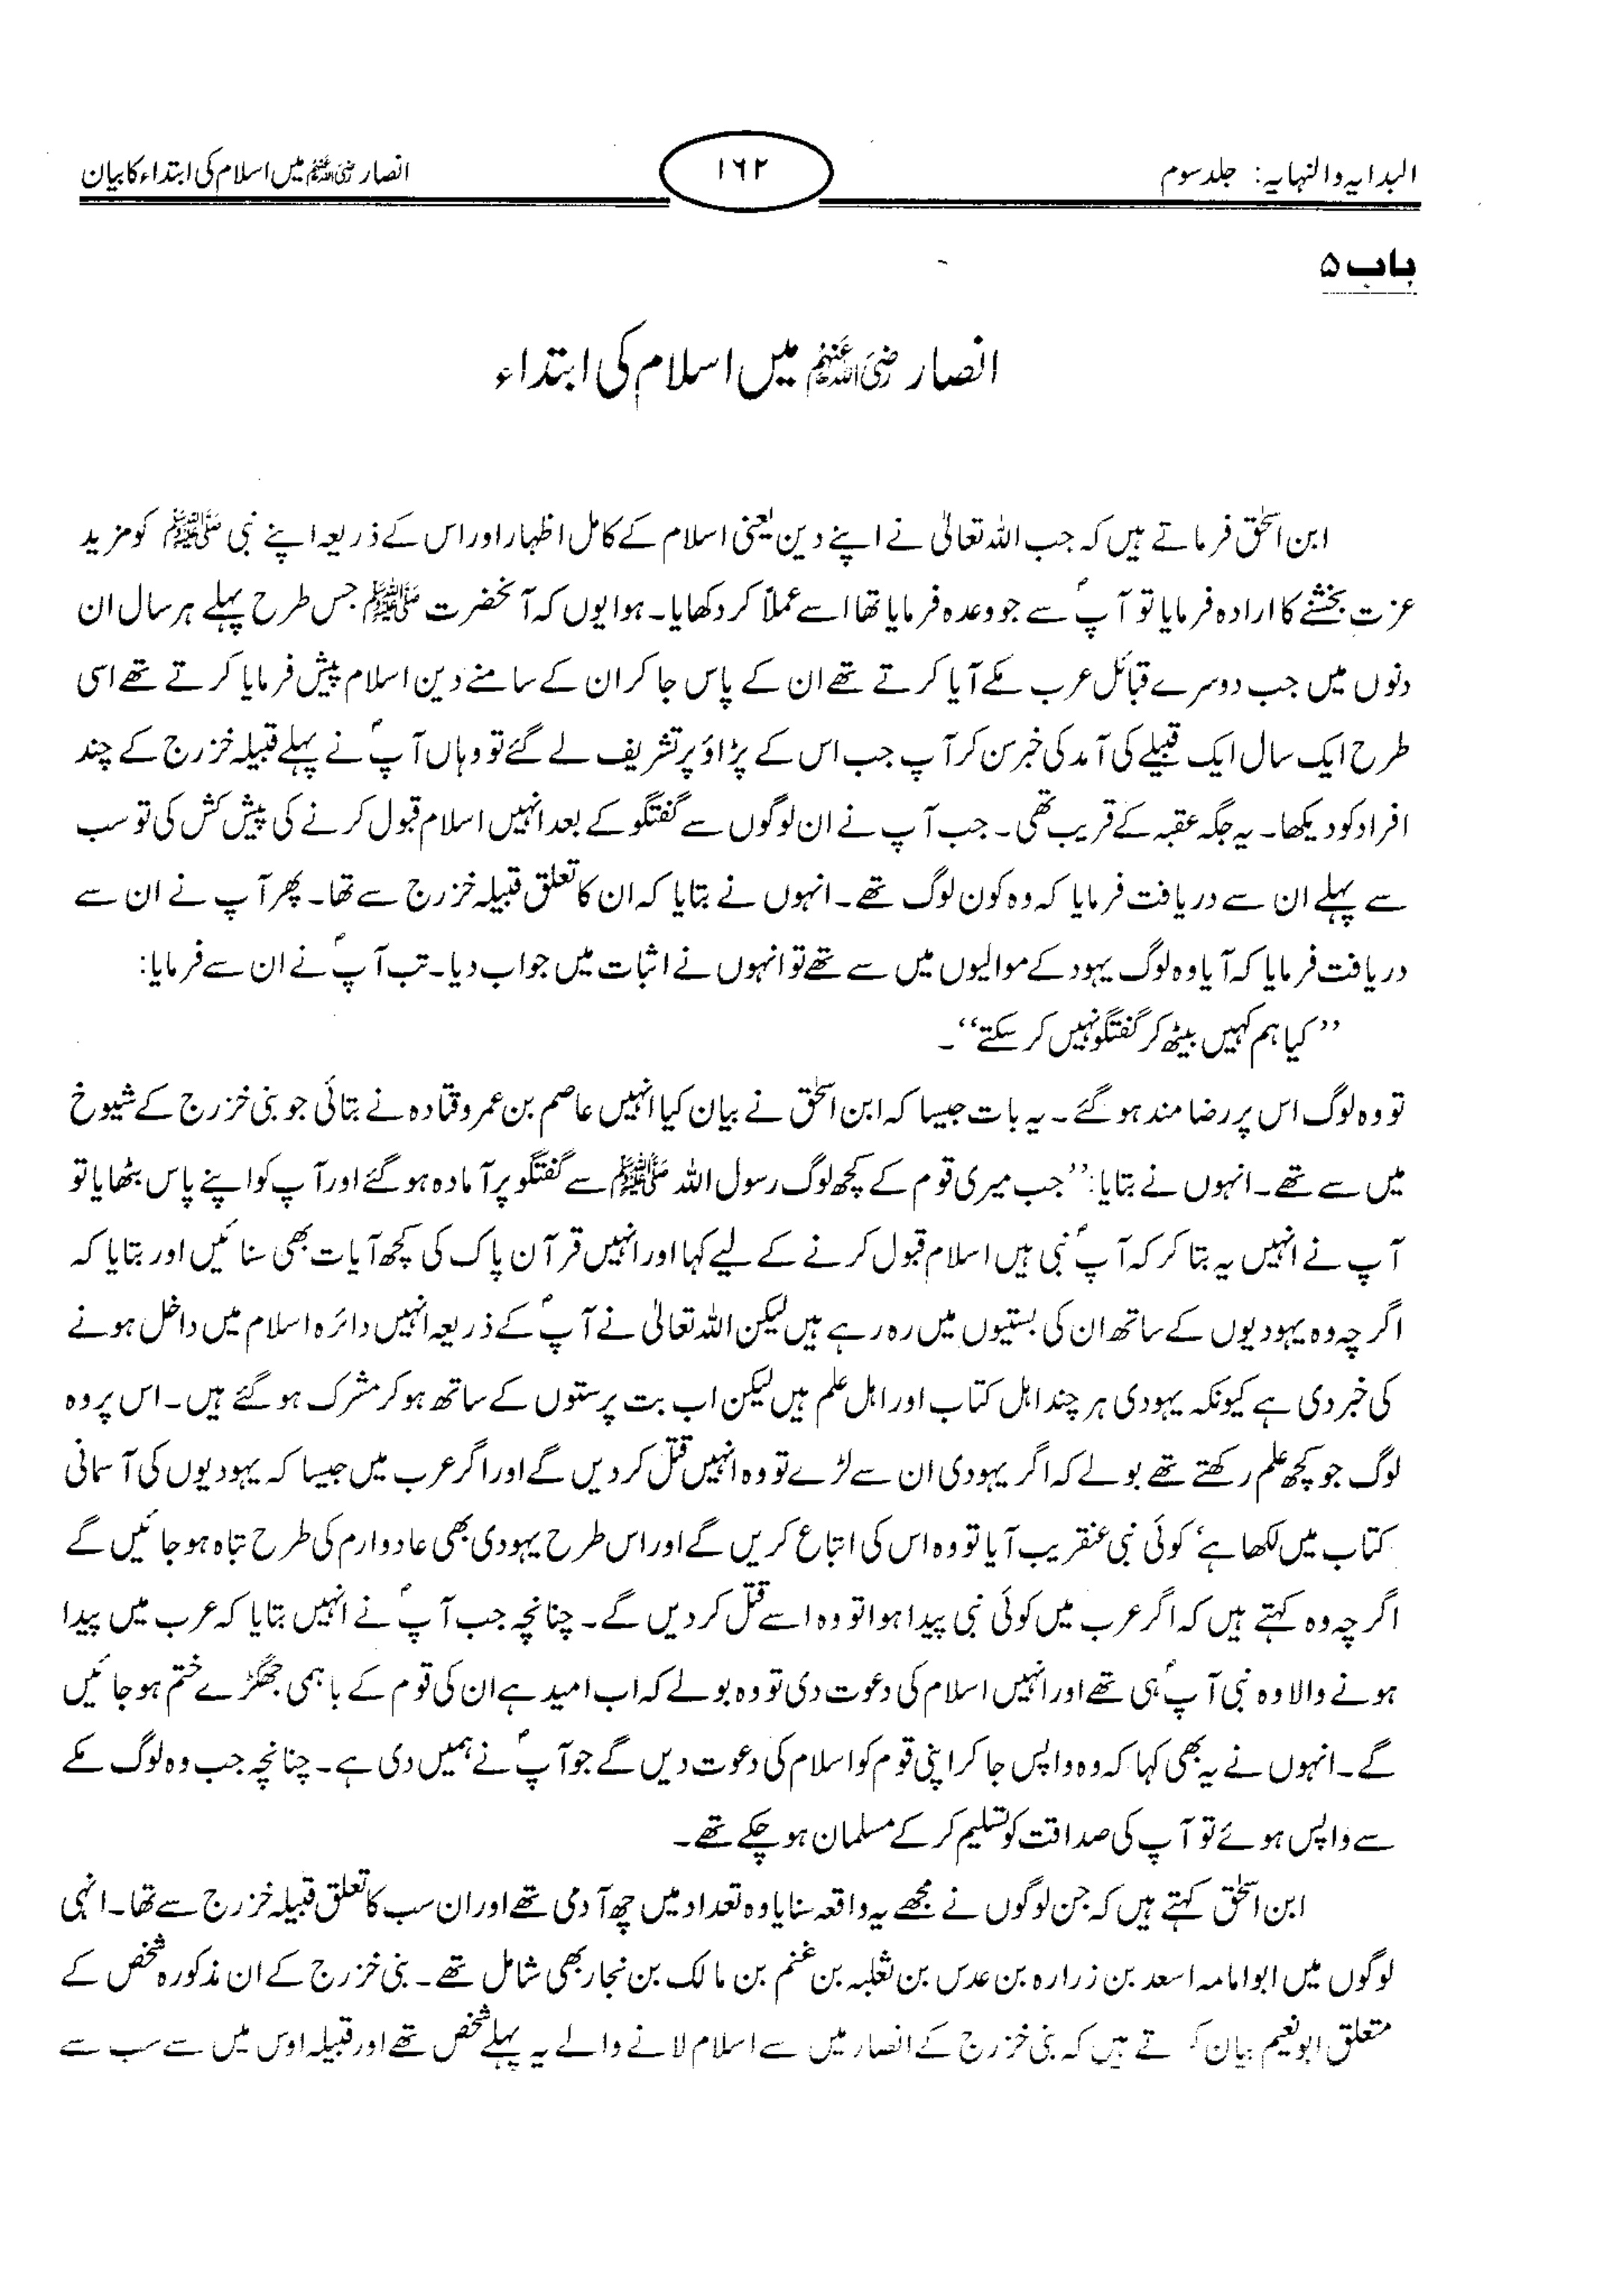 البدایہ والنہایہ: جلد سوم
۱۶۲
انصار رضی اللہ عنہم میں اسلام کی ابتداء کا بیان
باب ۵
انصار رضی اللہ عنہم میں اسلام کی ابتداء
ابن اسحٰق فرماتے ہیں کہ جب اللہ تعالیٰ نے اپنے دین یعنی اسلام کے کامل اظہار اور اس کے ذریعہ اپنے نبی ﷺ کو مزید
عزت بخشنے کا ارادہ فرمایا تو آپؐ سے جو وعدہ فرمایا تھا اسے عملاً کر دکھایا۔ ہوا یوں کہ آنحضرت ﷺ جس طرح پہلے ہر سال ان
دنوں میں جب دوسرے قبائل عرب مکے آیا کرتے تھے ان کے پاس جا کر ان کے سامنے دین اسلام پیش فرمایا کرتے تھے اسی
طرح ایک سال ایک قبیلے کی آمد کی خبر سن کر آپ جب اس کے پڑاؤ پر تشریف لے گئے تو وہاں آپؐ نے پہلے قبیلہ خزرج کے چند
افراد کو دیکھا۔ یہ جگہ عقبہ کے قریب تھی۔ جب آپ نے ان لوگوں سے گفتگو کے بعد انہیں اسلام قبول کرنے کی پیش کش کی تو سب
سے پہلے ان سے دریافت فرمایا کہ وہ کون لوگ تھے۔ انہوں نے بتایا کہ ان کا تعلق قبیلہ خزرج سے تھا۔ پھر آپ نے ان سے
دریافت فرمایا کہ آیا وہ لوگ یہود کے موالیوں میں سے تھے تو انہوں نے اثبات میں جواب دیا۔ تب آپؐ نے ان سے فرمایا:
’’کیا ہم کہیں بیٹھ کر گفتگو نہیں کر سکتے‘‘۔
تو وہ لوگ اس پر رضا مند ہو گئے۔ یہ بات جیسا کہ ابن اسحٰق نے بیان کیا انہیں عاصم بن عمر و قتادہ نے بتائی جو بنی خزرج کے شیوخ
میں سے تھے۔ انہوں نے بتایا: ’’جب میری قوم کے کچھ لوگ رسول اللہ ﷺ سے گفتگو پر آمادہ ہو گئے اور آپ کو اپنے پاس بٹھایا تو
آپ نے انہیں یہ بتا کر کہ آپؐ نبی ہیں اسلام قبول کرنے کے لیے کہا اور انہیں قرآن پاک کی کچھ آیات بھی سنائیں اور بتایا کہ
اگر چہ وہ یہودیوں کے ساتھ ان کی بستیوں میں رہ رہے ہیں لیکن اللہ تعالیٰ نے آپؐ کے ذریعہ انہیں دائرہ اسلام میں داخل ہونے
کی خبر دی ہے کیونکہ یہودی ہر چند اہل کتاب اور اہل علم ہیں لیکن اب بت پرستوں کے ساتھ ہو کر مشرک ہو گئے ہیں۔ اس پر وہ
لوگ جو کچھ علم رکھتے تھے بولے کہ اگر یہودی ان سے لڑے تو وہ انہیں قتل کر دیں گے اور اگر عرب میں جیسا کہ یہودیوں کی آسمانی
کتاب میں لکھا ہے‘ کوئی نبی عنقریب آیا تو وہ اس کی اتباع کریں گے اور اس طرح یہودی بھی عاد و ارم کی طرح تباہ ہو جائیں گے
اگر چہ وہ کہتے ہیں کہ اگر عرب میں کوئی نبی پیدا ہوا تو وہ اسے قتل کر دیں گے۔ چنانچہ جب آپؐ نے انہیں بتایا کہ عرب میں پیدا
ہونے والا وہ نبی آپؐ ہی تھے اور انہیں اسلام کی دعوت دی تو وہ بولے کہ اب امید ہے ان کی قوم کے باہمی جھگڑے ختم ہو جائیں
گے۔ انہوں نے یہ بھی کہا کہ وہ واپس جا کر اپنی قوم کو اسلام کی دعوت دیں گے جو آپؐ نے ہمیں دی ہے۔ چنانچہ جب وہ لوگ مکے
سے واپس ہوئے تو آپ کی صداقت کو تسلیم کر کے مسلمان ہو چکے تھے۔
ابن اسحٰق کہتے ہیں کہ جن لوگوں نے مجھے یہ واقعہ سنایا وہ تعداد میں چھ آدمی تھے اور ان سب کا تعلق قبیلہ خزرج سے تھا۔ انہی
لوگوں میں ابوامامہ اسعد بن زرارہ بن عدس بن ثعلبہ بن غنم بن مالک بن نجار بھی شامل تھے۔ بنی خزرج کے ان مذکورہ شخص کے
متعلق ابونعیم بیان کرتے ہیں کہ بنی خزرج کے انصار میں سے اسلام لانے والے یہ پہلے شخص تھے اور قبیلہ اوس میں سے سب سے